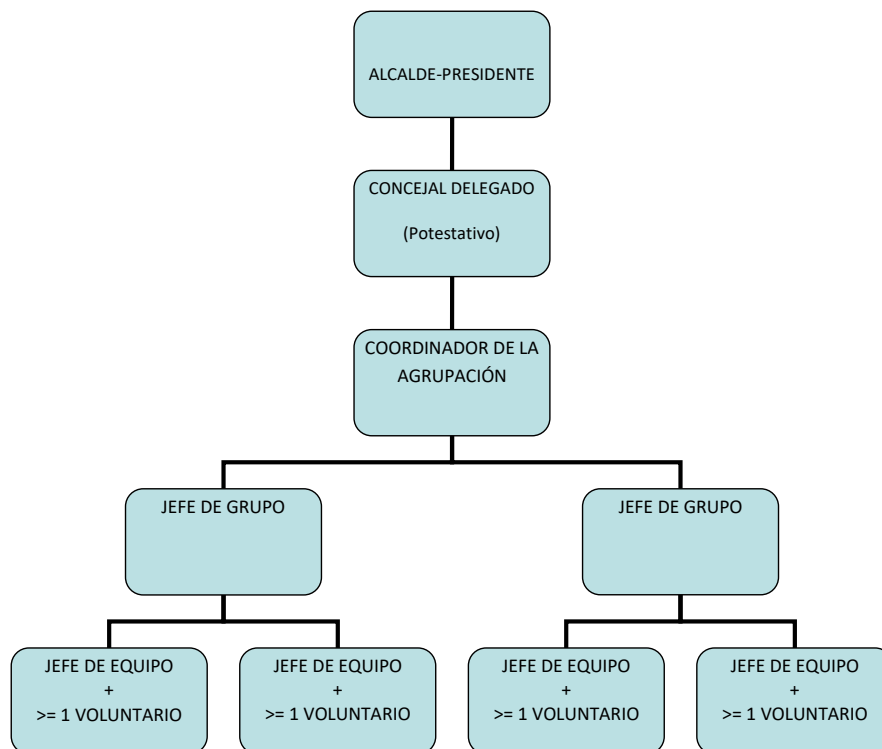 ALCALDE-PRESIDENTE
CONCEJAL DELEGADO
(Potestativo)
COORDINADOR DE LA
AGRUPACIÓN
JEFE DE GRUPO
JEFE DE GRUPO
JEFE DE EQUIPO
+
>= 1 VOLUNTARIO
JEFE DE EQUIPO
+
>= 1 VOLUNTARIO
JEFE DE EQUIPO
+
>= 1 VOLUNTARIO
JEFE DE EQUIPO
+
>= 1 VOLUNTARIO